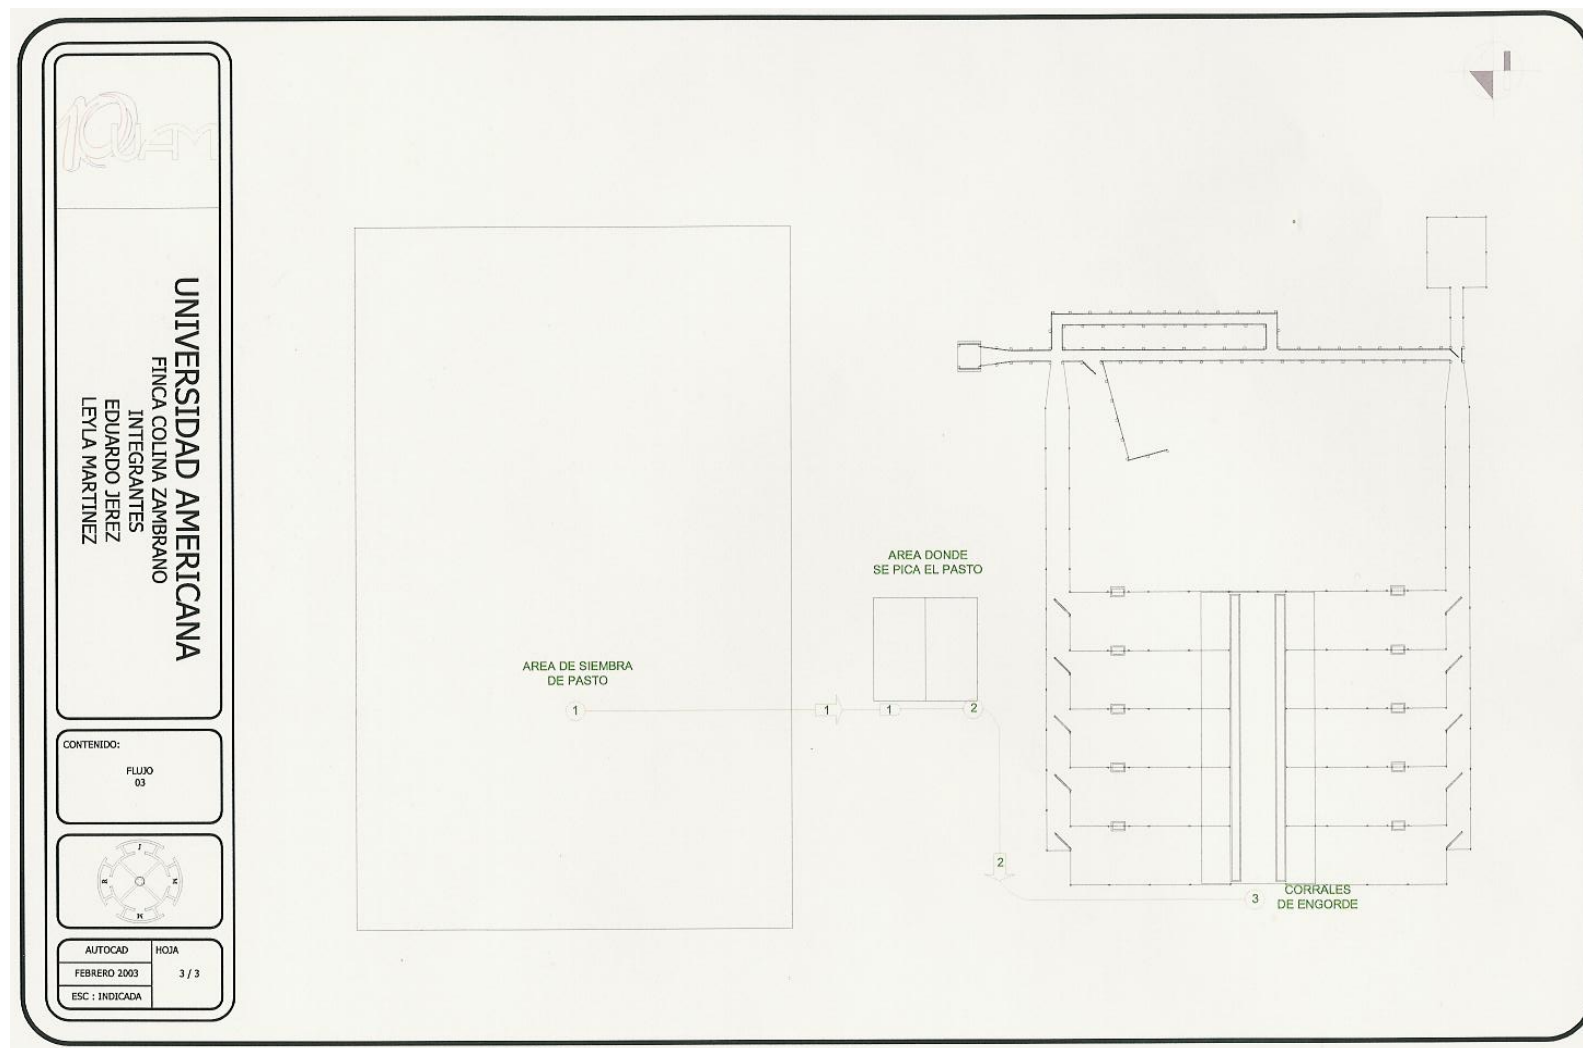 UAM
UNIVERSIDAD AMERICANA
FINCA COLINA ZAMBRANO
INTEGRANTES
EDUARDO JEREZ
LEYLA MARTINEZ
CONTENIDO:
FLUJO
03
J
R
M
M
AUTOCAD
HOJA
FEBRERO 2003
3 / 3
ESC : INDICADA
AREA DE SIEMBRA
DE PASTO
1
1
AREA DONDE
SE PICA EL PASTO
1
2
2
3
CORRALES
DE ENGORDE